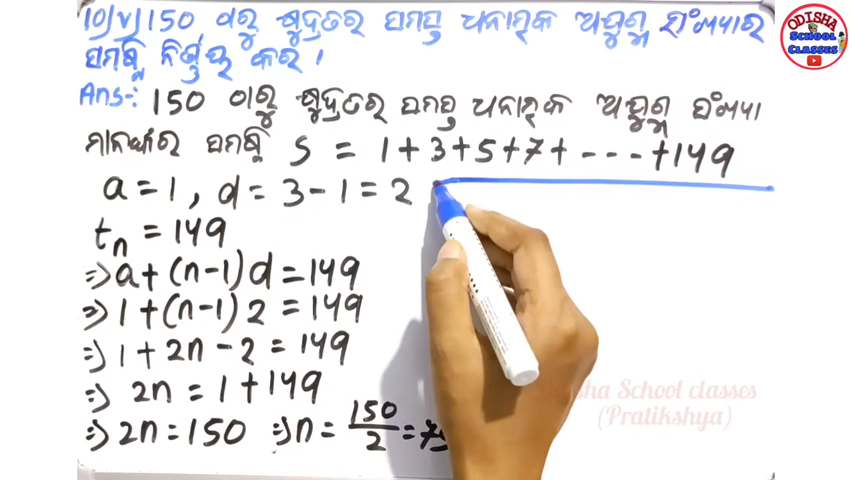 10/v/150 ଠାରୁ କ୍ଷୁଦ୍ରତର ସମସ୍ତ ଧନାତ୍ମକ ଅଯୁଗ୍ମ ସଂଖ୍ୟାର
ସମଷ୍ଟି ନିର୍ଣ୍ଣୟ କର ।
Ans-: 150 ଠାରୁ କ୍ଷୁଦ୍ରତର ସମସ୍ତ ଧନାତ୍ମକ ଅଯୁଗ୍ମ ସଂଖ୍ୟା
ମାନଙ୍କର ସମଷ୍ଟି S = 1+3+5+7+ - - - - +149
a = 1 , d = 3 - 1 = 2
tn = 149
⇒ a+(n-1)d = 149
⇒ 1+(n-1)2 = 149
⇒ 1 + 2n - 2 = 149
⇒ 2n = 1+149
⇒ 2n = 150 ⇒ n = 150/2 = 75
ODISHA
School
Classes
sha School classes
(Pratikshya)